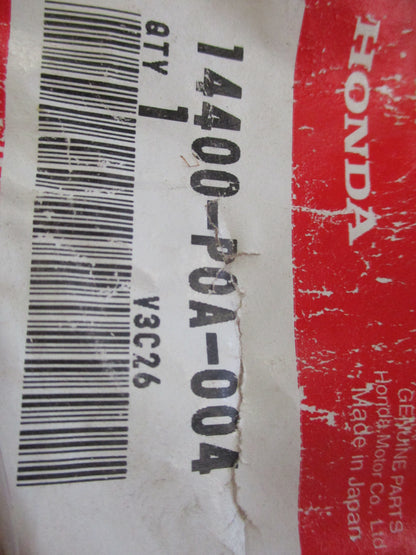 HONDA
GENUINE PARTS
Honda Motor Co., Ltd
Made in Japan
14400-P0A-004
QTY
1
V3C26